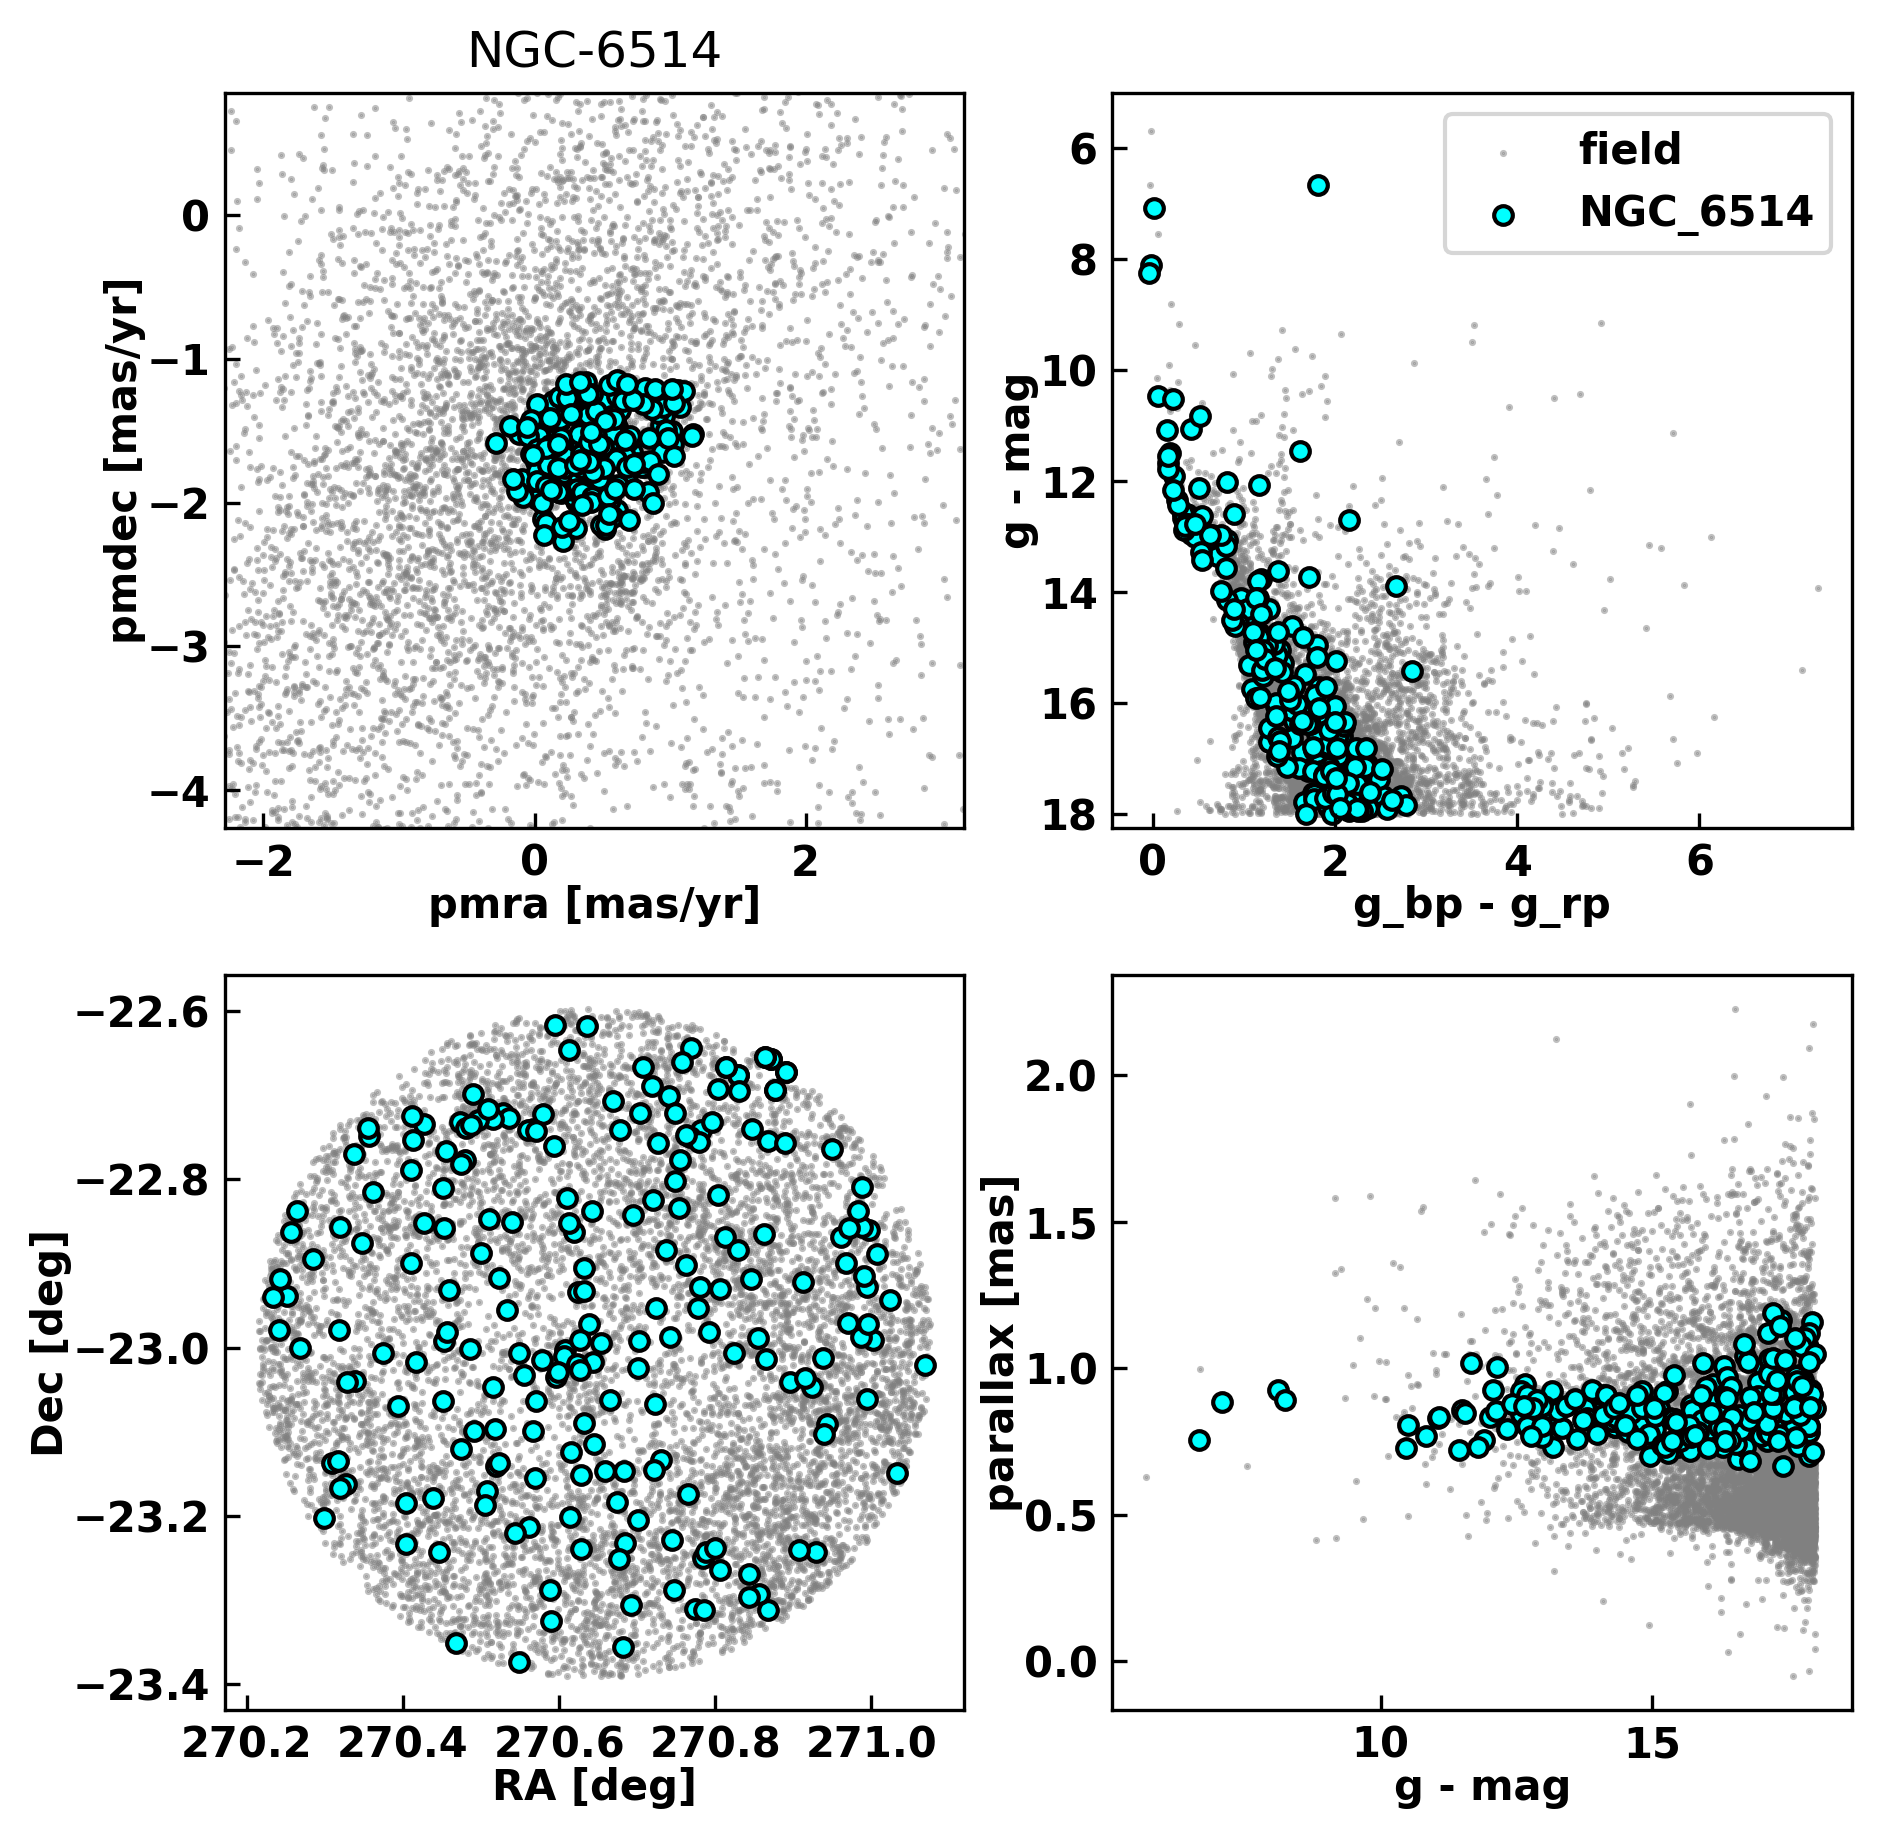 NGC-6514
0
−1
−2
−3
−4
pmdec [mas/yr]
−2 0 2
pmra [mas/yr]
6
8
10
12
14
16
18
g - mag
field
NGC_6514
0 2 4 6
g_bp - g_rp
−22.6
−22.8
−23.0
−23.2
−23.4
Dec [deg]
270.2 270.4 270.6 270.8 271.0
RA [deg]
2.0
1.5
1.0
0.5
0.0
parallax [mas]
10 15
g - mag